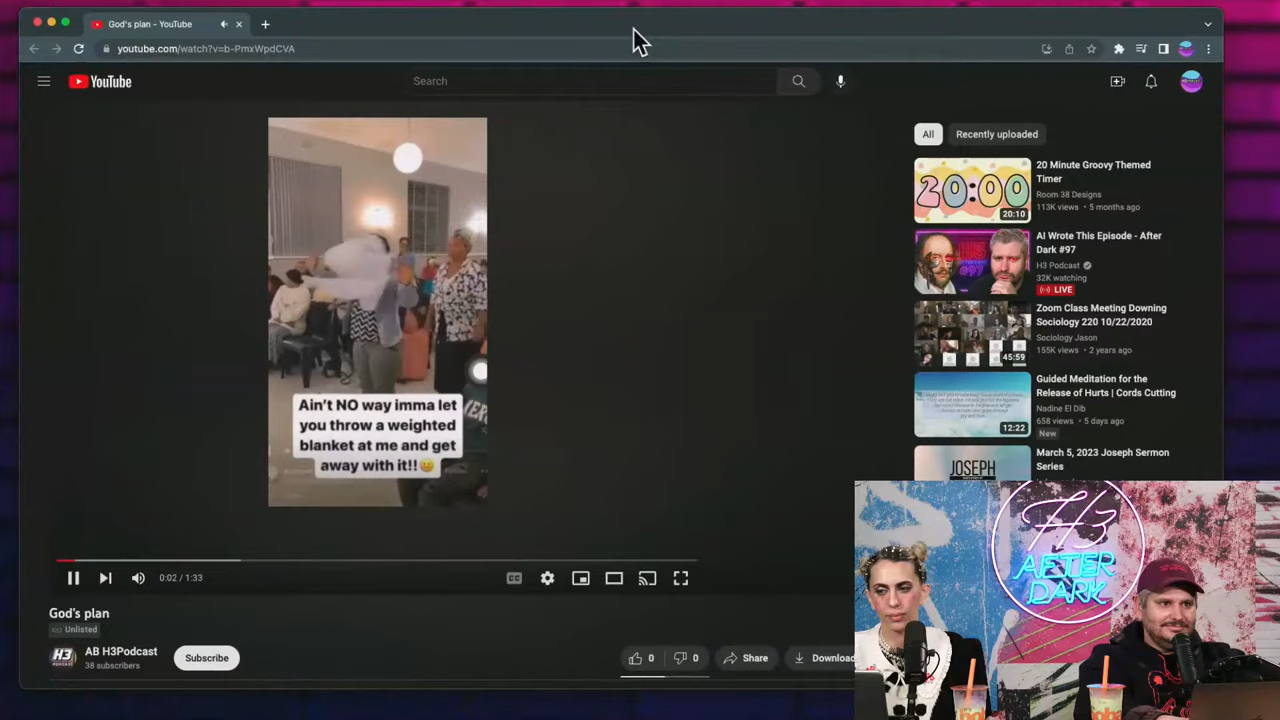 God's plan - YouTube
youtube.com/watch?v=b-PmxWpdCVA
YouTube
Search
Ain't NO way imma let
you throw a weighted
blanket at me and get
away with it!!
0:02 / 1:33
CC
God's plan
Unlisted
H3
PODCAST
AB H3Podcast
38 subscribers
Subscribe
0
0
Share
Download
All
Recently uploaded
20:00
20:10
20 Minute Groovy Themed
Timer
Room 38 Designs
113K views • 5 months ago
#97
AI Wrote This Episode - After
Dark #97
H3 Podcast
32K watching
LIVE
45:59
Zoom Class Meeting Downing
Sociology 220 10/22/2020
Sociology Jason
155K views • 2 years ago
12:22
Guided Meditation for the
Release of Hurts | Cords Cutting
Nadine El Dib
658 views • 5 days ago
New
JOSEPH
March 5, 2023 Joseph Sermon
Series
H3
AFTER
DARK
boba